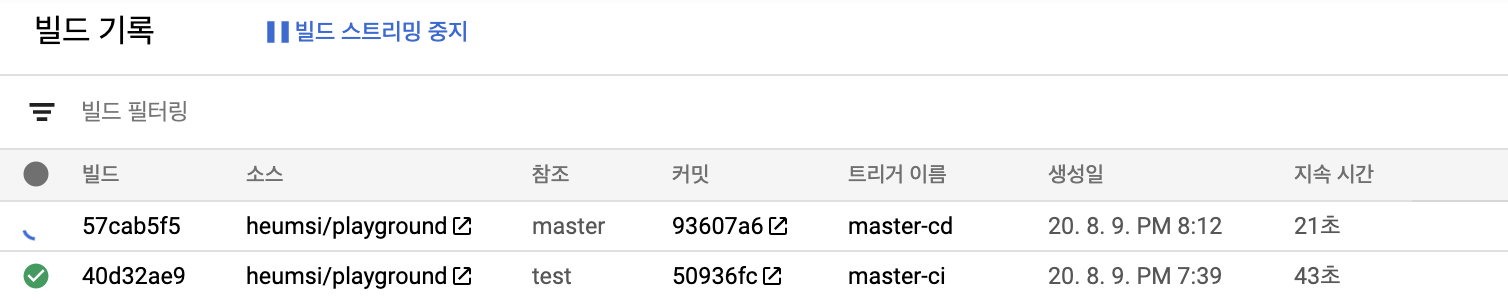 빌드 기록 빌드 스트리밍 중지
빌드 필터링
빌드 소스 참조 커밋 트리거 이름 생성일 지속 시간
57cab5f5 heumsi/playground master 93607a6 master-cd 20. 8. 9. PM 8:12 21초
40d32ae9 heumsi/playground test 50936fc master-ci 20. 8. 9. PM 7:39 43초